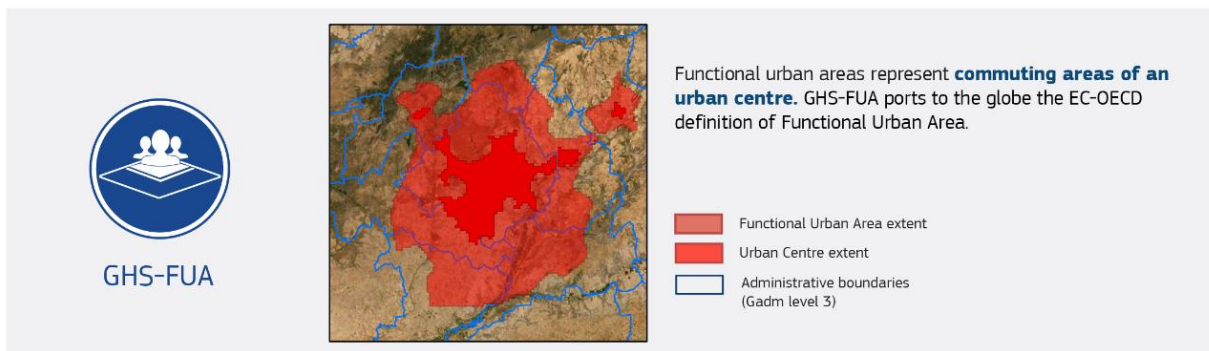 GHS-FUA
Functional urban areas represent commuting areas of an
urban centre. GHS-FUA ports to the globe the EC-OECD
definition of Functional Urban Area.
Functional Urban Area extent
Urban Centre extent
Administrative boundaries
(Gadm level 3)